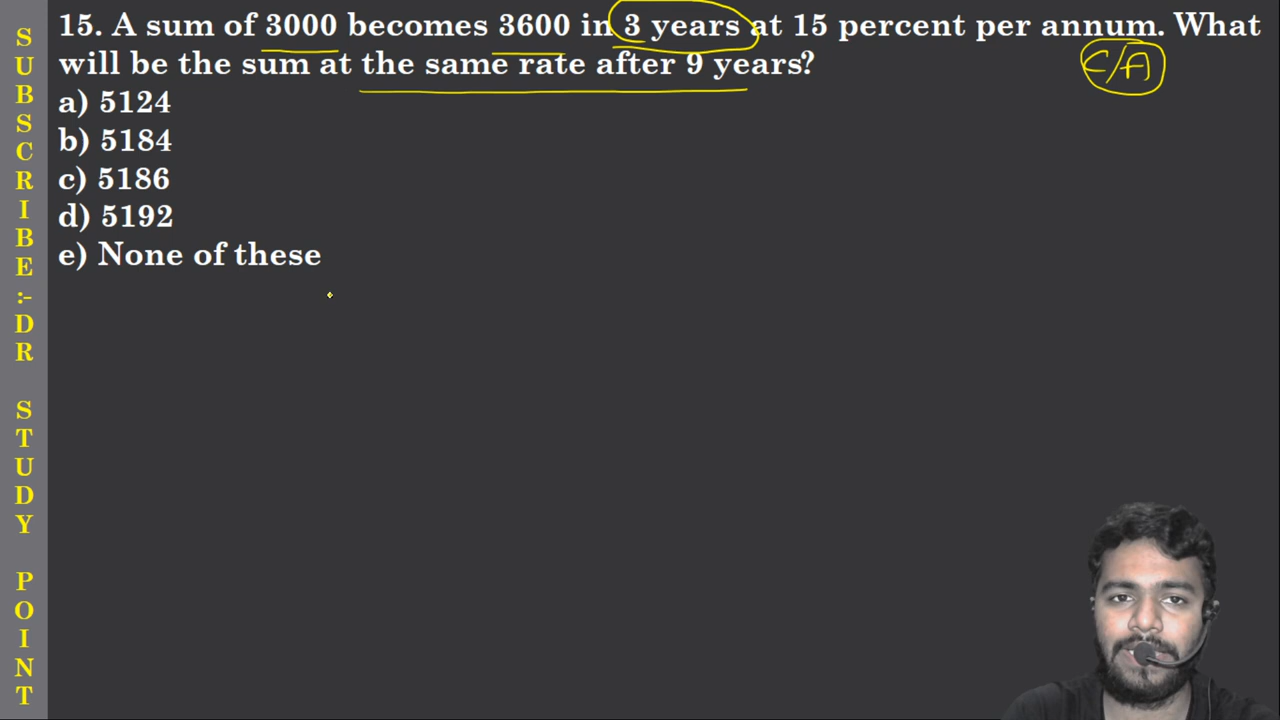 15. A sum of 3000 becomes 3600 in 3 years at 15 percent per annum. What
will be the sum at the same rate after 9 years?
a) 5124
b) 5184
c) 5186
d) 5192
e) None of these
C/A
SUBSCRIBE:-DR STUDY POINT